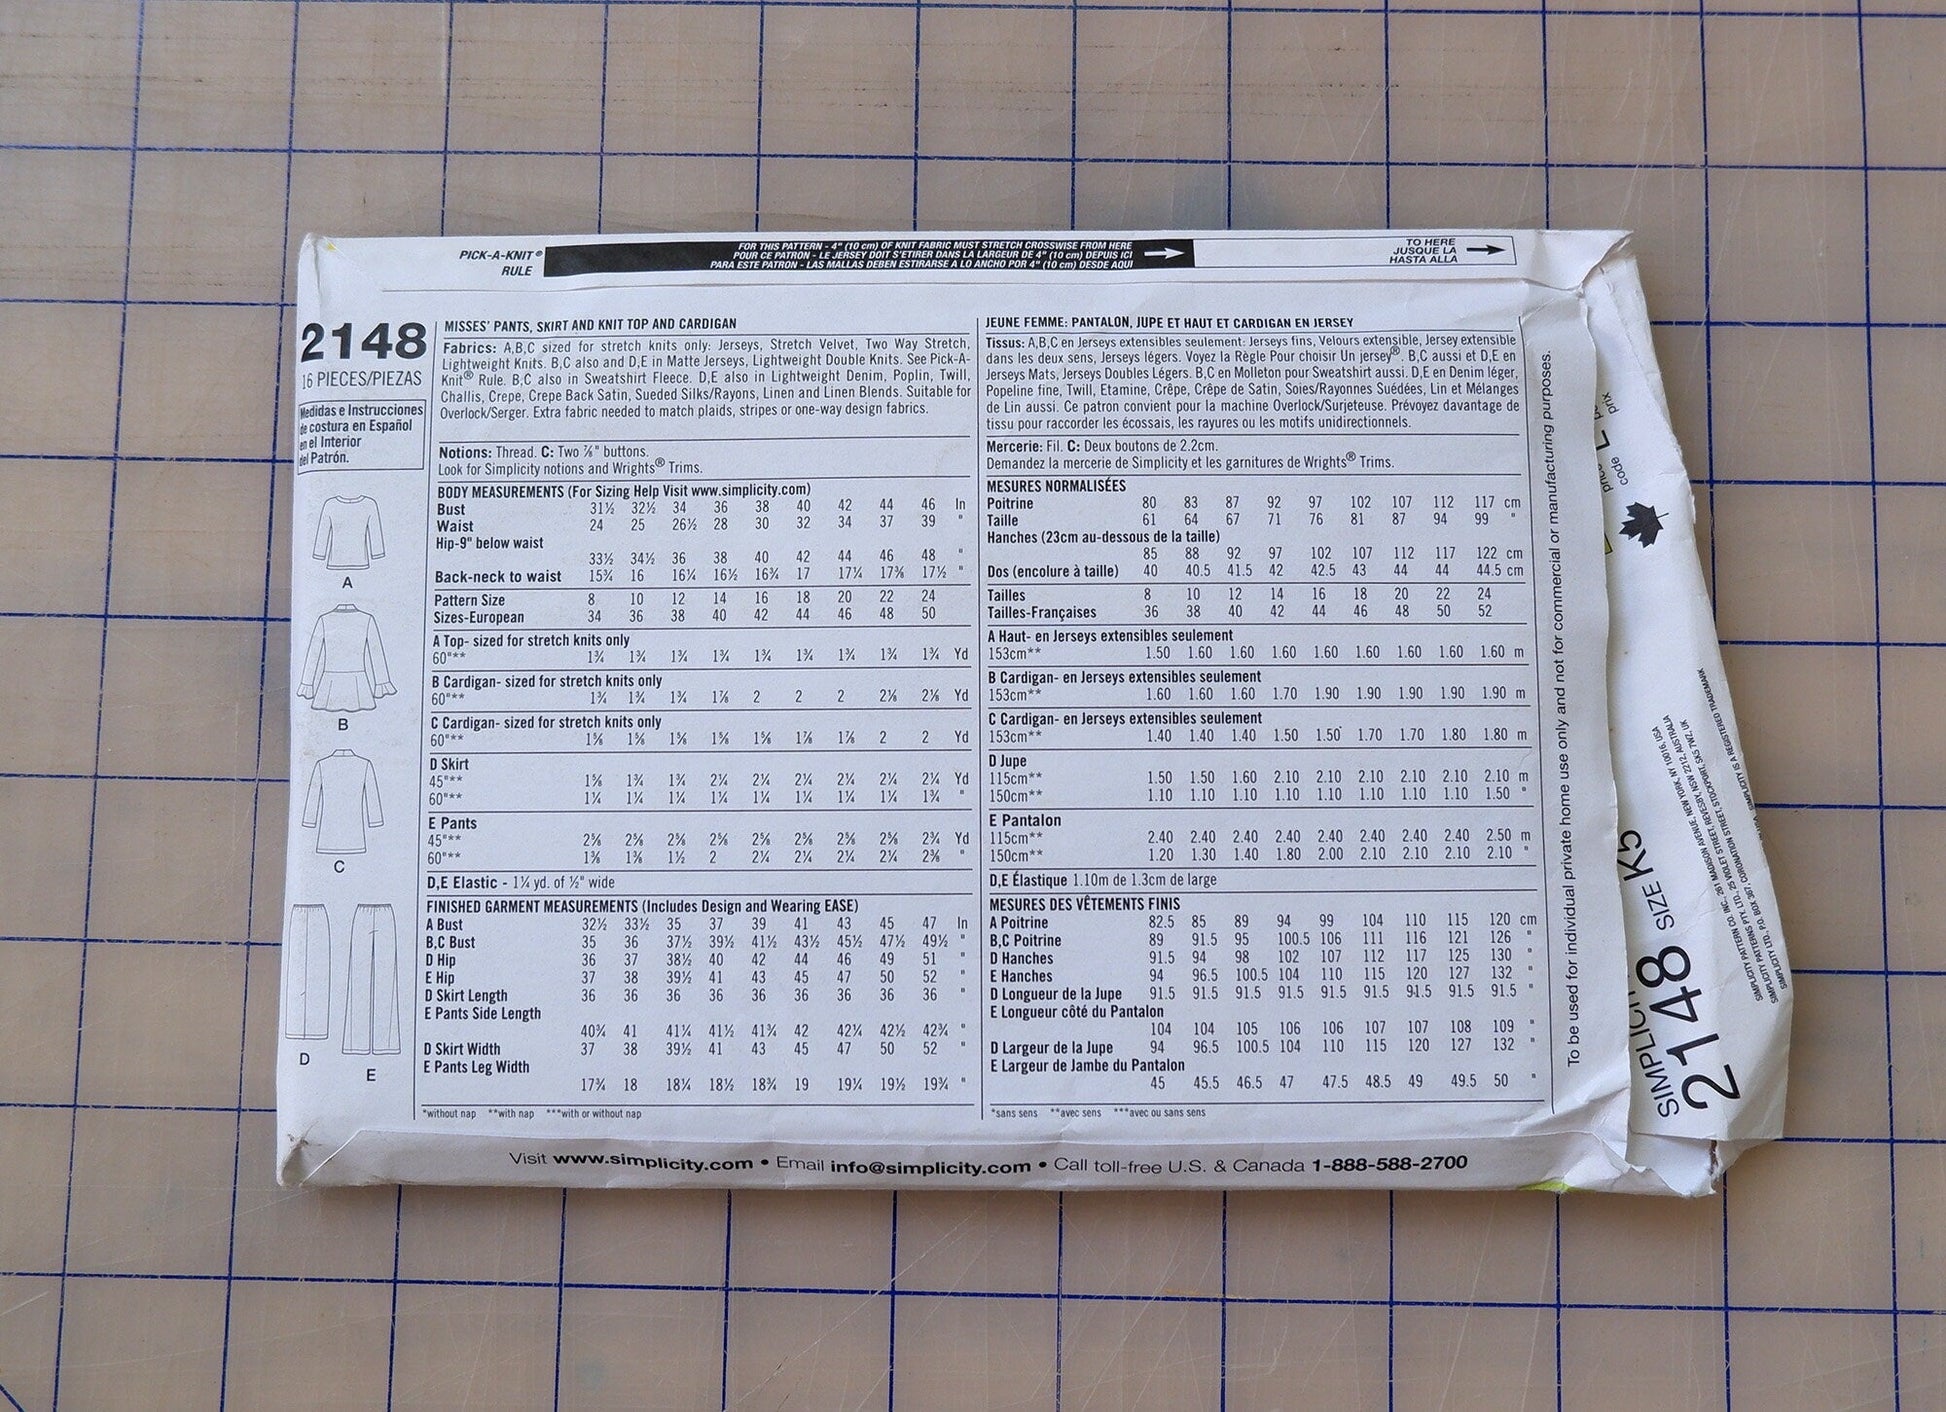 PICK-A-KNIT®
RULE
FOR THIS PATTERN - 4" (10 cm) OF KNIT FABRIC MUST STRETCH CROSSWISE FROM HERE
POUR CE PATRON - LE JERSEY DOIT S'ETIRER DANS LA LARGEUR DE 4" (10 cm) DEPUIS ICI
PARA ESTE PATRON - LAS MALLAS DEBEN ESTIRARSE A LO ANCHO POR 4" (10 cm) DESDE AQUI
TO HERE
JUSQUE LA
HASTA ALLA
2148
16 PIECES/PIEZAS
Medidas e Instrucciones
de costura en Español
en el Interior
del Patrón.
A
B
C
D
E
MISSES' PANTS, SKIRT AND KNIT TOP AND CARDIGAN
Fabrics: A,B,C sized for stretch knits only: Jerseys, Stretch Velvet, Two Way Stretch,
Lightweight Knits. B,C also and D,E in Matte Jerseys, Lightweight Double Knits. See Pick-A-
Knit® Rule. B,C also in Sweatshirt Fleece. D,E also in Lightweight Denim, Poplin, Twill,
Challis, Crepe, Crepe Back Satin, Sueded Silks/Rayons, Linen and Linen Blends. Suitable for
Overlock/Serger. Extra fabric needed to match plaids, stripes or one-way design fabrics.
Notions: Thread. C: Two ⅞" buttons.
Look for Simplicity notions and Wrights® Trims.
BODY MEASUREMENTS (For Sizing Help Visit www.simplicity.com)
Bust 31½ 32½ 34 36 38 40 42 44 46 In
Waist 24 25 26½ 28 30 32 34 37 39 "
Hip-9" below waist
33½ 34½ 36 38 40 42 44 46 48 "
Back-neck to waist 15¾ 16 16¼ 16½ 16¾ 17 17¼ 17⅜ 17½ "
Pattern Size 8 10 12 14 16 18 20 22 24
Sizes-European 34 36 38 40 42 44 46 48 50
A Top- sized for stretch knits only
60"** 1¾ 1¾ 1¾ 1¾ 1¾ 1¾ 1¾ 1¾ 1¾ Yd
B Cardigan- sized for stretch knits only
60"** 1¾ 1¾ 1¾ 1⅞ 2 2 2 2⅛ 2⅛ Yd
C Cardigan- sized for stretch knits only
60"** 1⅝ 1⅝ 1⅝ 1⅝ 1⅝ 1⅞ 1⅞ 2 2 Yd
D Skirt
45"** 1⅝ 1¾ 1¾ 2¼ 2¼ 2¼ 2¼ 2¼ 2¼ Yd
60"** 1¼ 1¼ 1¼ 1¼ 1¼ 1¼ 1¼ 1¼ 1¾ "
E Pants
45"** 2⅝ 2⅝ 2⅝ 2⅝ 2⅝ 2⅝ 2⅝ 2⅝ 2¾ Yd
60"** 1⅜ 1⅜ 1½ 2 2¼ 2¼ 2¼ 2¼ 2⅜ "
D,E Elastic - 1¼ yd. of ½" wide
FINISHED GARMENT MEASUREMENTS (Includes Design and Wearing EASE)
A Bust 32½ 33½ 35 37 39 41 43 45 47 In
B,C Bust 35 36 37½ 39½ 41½ 43½ 45½ 47½ 49½ "
D Hip 36 37 38½ 40 42 44 46 49 51 "
E Hip 37 38 39½ 41 43 45 47 50 52 "
D Skirt Length 36 36 36 36 36 36 36 36 36 "
E Pants Side Length
40¾ 41 41¼ 41½ 41¾ 42 42¼ 42½ 42¾ "
D Skirt Width 37 38 39½ 41 43 45 47 50 52 "
E Pants Leg Width
17¾ 18 18¼ 18½ 18¾ 19 19¼ 19½ 19¾ "
*without nap **with nap ***with or without nap
JEUNE FEMME: PANTALON, JUPE ET HAUT ET CARDIGAN EN JERSEY
Tissus: A,B,C en Jerseys extensibles seulement: Jerseys fins, Velours extensible, Jersey extensible
dans les deux sens, Jerseys légers. Voyez la Règle Pour choisir Un jersey®. B,C aussi et D,E en
Jerseys Mats, Jerseys Doubles Légers. B,C en Molleton pour Sweatshirt aussi. D,E en Denim léger,
Popeline fine, Twill, Etamine, Crêpe, Crêpe de Satin, Soies/Rayonnes Suédées, Lin et Mélanges
de Lin aussi. Ce patron convient pour la machine Overlock/Surjeteuse. Prévoyez davantage de
tissu pour raccorder les écossais, les rayures ou les motifs unidirectionnels.
Mercerie: Fil. C: Deux boutons de 2.2cm.
Demandez la mercerie de Simplicity et les garnitures de Wrights® Trims.
MESURES NORMALISÉES
Poitrine 80 83 87 92 97 102 107 112 117 cm
Taille 61 64 67 71 76 81 87 94 99 "
Hanches (23cm au-dessous de la taille)
85 88 92 97 102 107 112 117 122 cm
Dos (encolure à taille) 40 40.5 41.5 42 42.5 43 44 44 44.5 cm
Tailles 8 10 12 14 16 18 20 22 24
Tailles-Françaises 36 38 40 42 44 46 48 50 52
A Haut- en Jerseys extensibles seulement
153cm** 1.50 1.60 1.60 1.60 1.60 1.60 1.60 1.60 1.60 m
B Cardigan- en Jerseys extensibles seulement
153cm** 1.60 1.60 1.60 1.70 1.90 1.90 1.90 1.90 1.90 m
C Cardigan- en Jerseys extensibles seulement
153cm** 1.40 1.40 1.40 1.50 1.50 1.70 1.70 1.80 1.80 m
D Jupe
115cm** 1.50 1.50 1.60 2.10 2.10 2.10 2.10 2.10 2.10 m
150cm** 1.10 1.10 1.10 1.10 1.10 1.10 1.10 1.10 1.50 "
E Pantalon
115cm** 2.40 2.40 2.40 2.40 2.40 2.40 2.40 2.40 2.50 m
150cm** 1.20 1.30 1.40 1.80 2.00 2.10 2.10 2.10 2.10 "
D,E Élastique 1.10m de 1.3cm de large
MESURES DES VÊTEMENTS FINIS
A Poitrine 82.5 85 89 94 99 104 110 115 120 cm
B,C Poitrine 89 91.5 95 100.5 106 111 116 121 126 "
D Hanches 91.5 94 98 102 107 112 117 125 130 "
E Hanches 94 96.5 100.5 104 110 115 120 127 132 "
D Longueur de la Jupe 91.5 91.5 91.5 91.5 91.5 91.5 91.5 91.5 91.5 "
E Longueur côté du Pantalon
104 104 105 106 106 107 107 108 109 "
D Largeur de la Jupe 94 96.5 100.5 104 110 115 120 127 132 "
E Largeur de Jambe du Pantalon
45 45.5 46.5 47 47.5 48.5 49 49.5 50 "
*sans sens **avec sens ***avec ou sans sens
To be used for individual private home use only and not for commercial or manufacturing purposes.
Visit www.simplicity.com • Email info@simplicity.com • Call toll-free U.S. & Canada 1-888-588-2700
code
prix
2148 SIZE K5
SIMPLICITY PATTERN CO. INC., 261 MADISON AVENUE, NEW YORK, NY 10016, USA